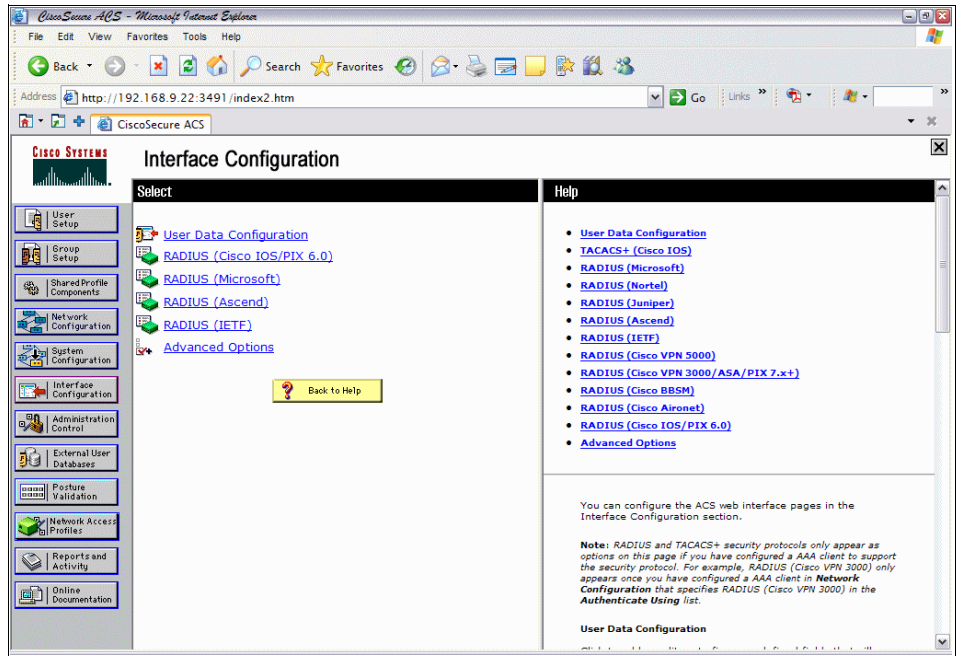 CiscoSecure ACS - Microsoft Internet Explorer
File Edit View Favorites Tools Help
Back Search Favorites
Address http://192.168.9.22:3491/index2.htm Go Links »
CiscoSecure ACS
CISCO SYSTEMS
Interface Configuration
Select
User Setup
Group Setup
Shared Profile Components
Network Configuration
System Configuration
Interface Configuration
Administration Control
External User Databases
Posture Validation
Network Access Profiles
Reports and Activity
Online Documentation
User Data Configuration
RADIUS (Cisco IOS/PIX 6.0)
RADIUS (Microsoft)
RADIUS (Ascend)
RADIUS (IETF)
Advanced Options
Back to Help
Help
• User Data Configuration
• TACACS+ (Cisco IOS)
• RADIUS (Microsoft)
• RADIUS (Nortel)
• RADIUS (Juniper)
• RADIUS (Ascend)
• RADIUS (IETF)
• RADIUS (Cisco VPN 5000)
• RADIUS (Cisco VPN 3000/ASA/PIX 7.x+)
• RADIUS (Cisco BBSM)
• RADIUS (Cisco Aironet)
• RADIUS (Cisco IOS/PIX 6.0)
• Advanced Options
You can configure the ACS web interface pages in the
Interface Configuration section.
Note: RADIUS and TACACS+ security protocols only appear as
options on this page if you have configured a AAA client to support
the security protocol. For example, RADIUS (Cisco VPN 3000) only
appears once you have configured a AAA client in Network
Configuration that specifies RADIUS (Cisco VPN 3000) in the
Authenticate Using list.
User Data Configuration